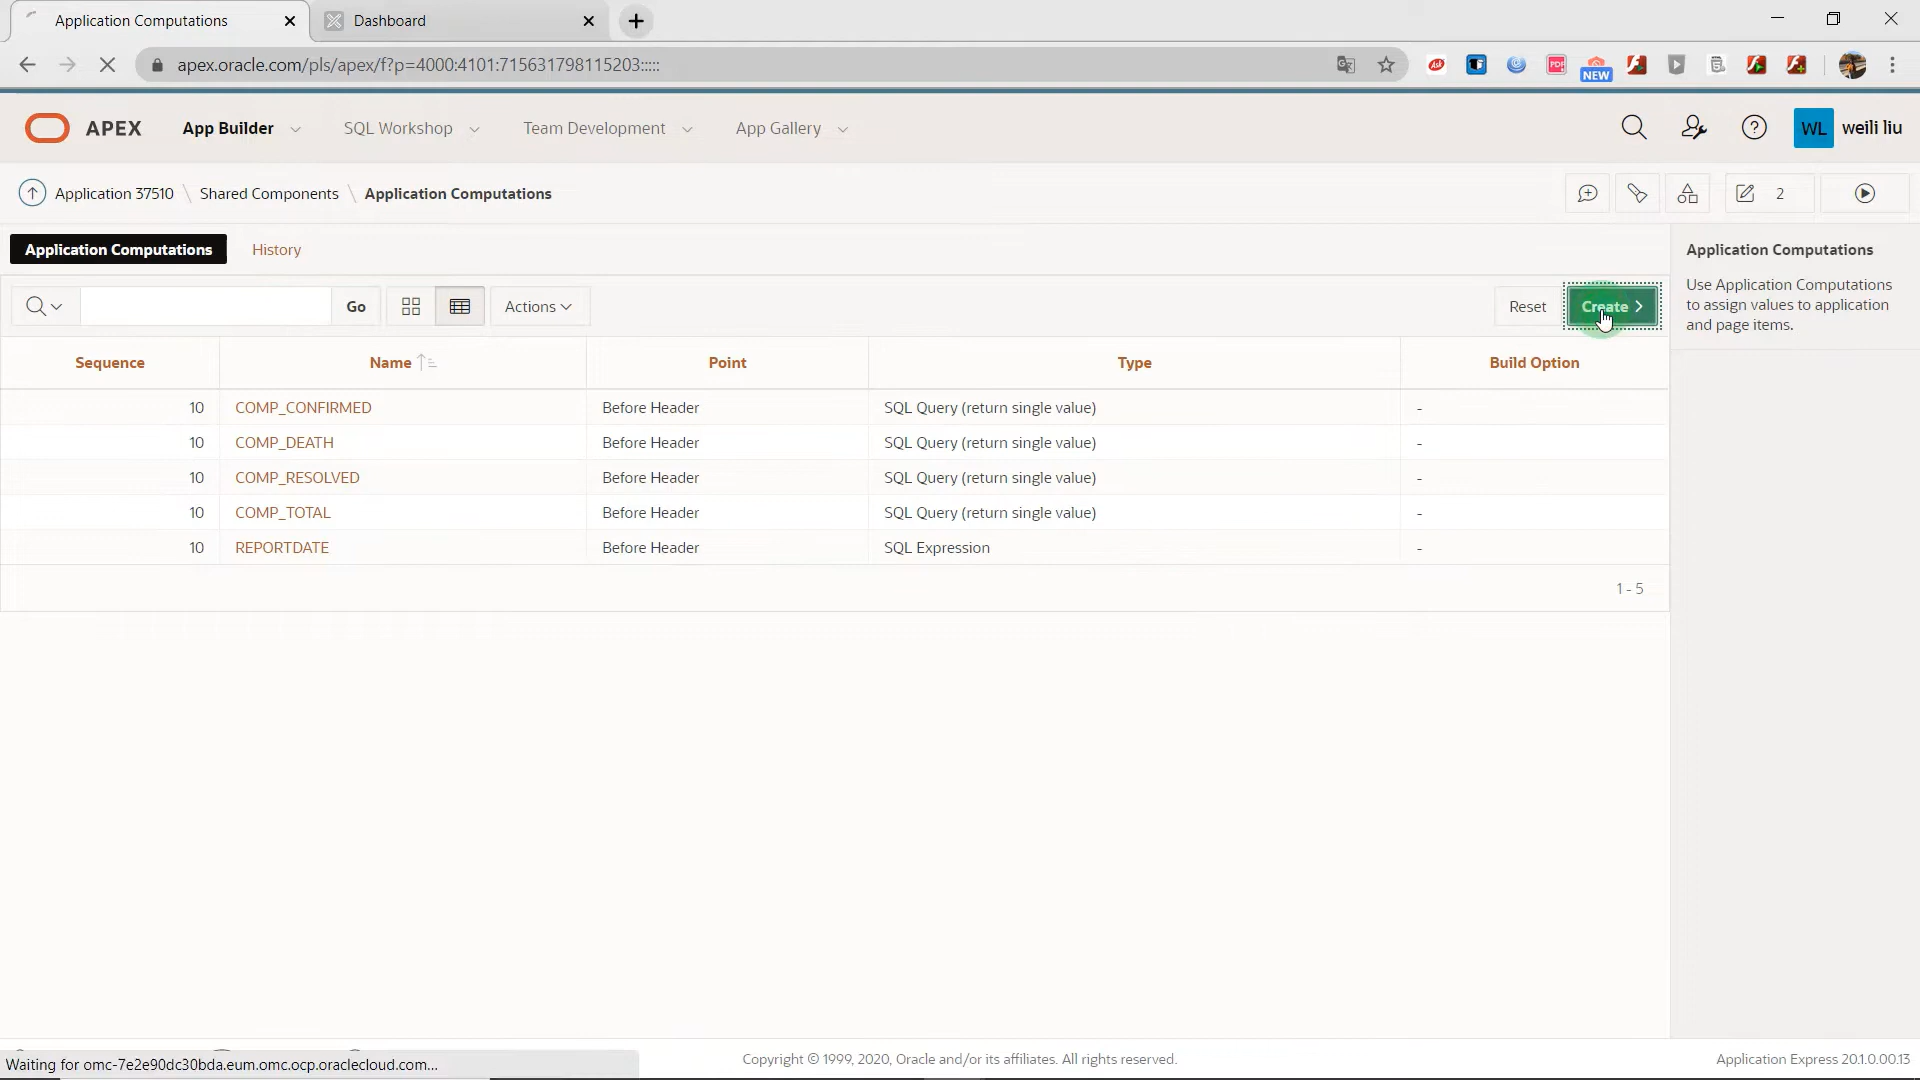 Application Computations
Dashboard
apex.oracle.com/pls/apex/f?p=4000:4101:715631798115203:::::
Ask
PDF
NEW
APEX
App Builder
SQL Workshop
Team Development
App Gallery
WL
weili liu
Application 37510 \ Shared Components \ Application Computations
2
Application Computations
History
Application Computations
Use Application Computations
to assign values to application
and page items.
Go
Actions
Reset
Create
Sequence Name Point Type Build Option
10 COMP_CONFIRMED Before Header SQL Query (return single value) -
10 COMP_DEATH Before Header SQL Query (return single value) -
10 COMP_RESOLVED Before Header SQL Query (return single value) -
10 COMP_TOTAL Before Header SQL Query (return single value) -
10 REPORTDATE Before Header SQL Expression -
1 - 5
Waiting for omc-7e2e90dc30bda.eum.omc.ocp.oraclecloud.com...
Copyright © 1999, 2020, Oracle and/or its affiliates. All rights reserved.
Application Express 20.1.0.00.13